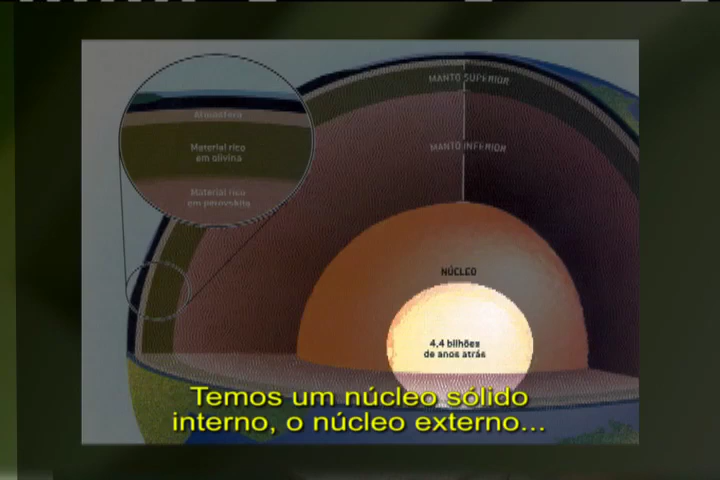 MANTO SUPERIOR
Atmosfera
Material rico
em olivina
MANTO INFERIOR
Material rico
em perovskita
NÚCLEO
4,4 bilhões
de anos atrás
Temos um núcleo sólido
interno, o núcleo externo...